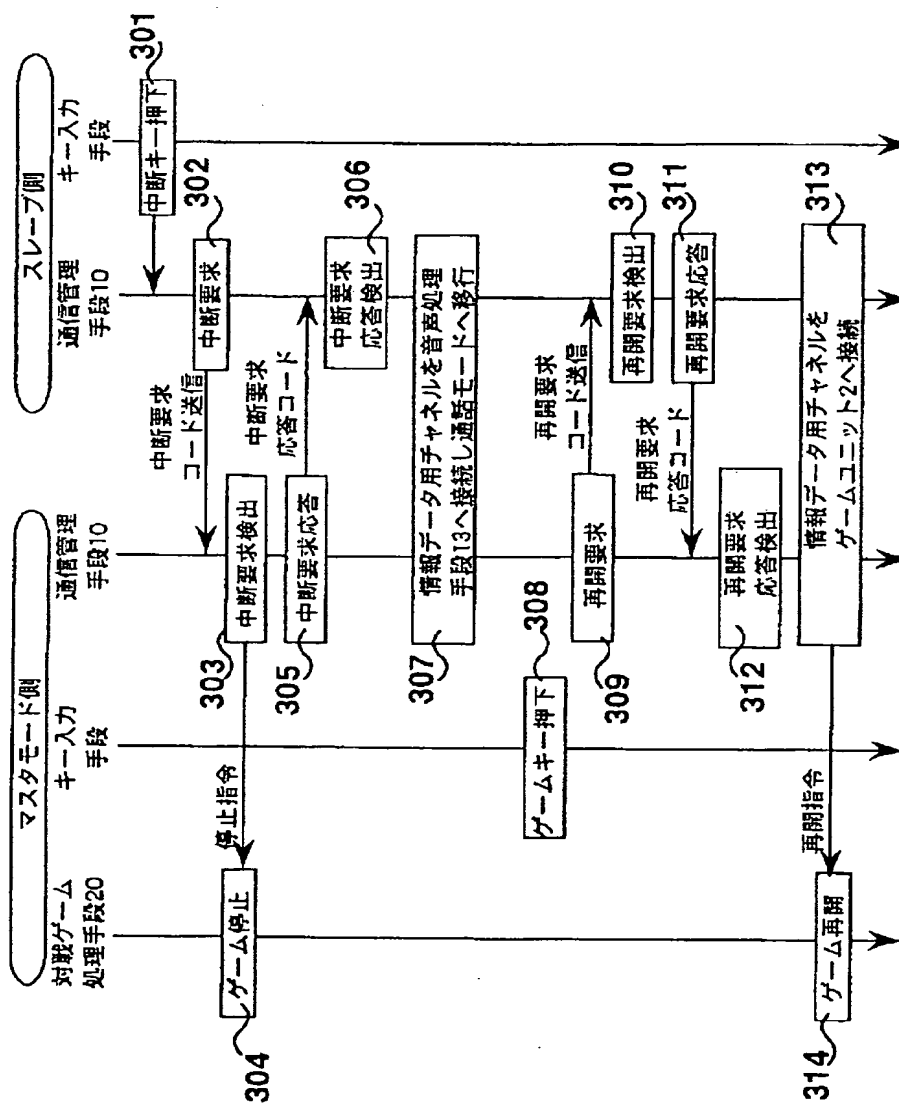 マスタモード側
スレーブ側
対戦ゲーム
処理手段20
キー入力
手段
通信管理
手段10
通信管理
手段10
キー入力
手段
中断キー押下
301
中断要求
302
中断要求
コード送信
中断要求検出
303
停止指令
ゲーム停止
304
中断要求応答
305
中断要求
応答コード
中断要求
応答検出
306
情報データ用チャネルを音声処理
手段13へ接続し通話モードへ移行
307
ゲームキー押下
308
再開要求
309
再開要求
コード送信
再開要求検出
310
再開要求応答
311
再開要求
応答コード
再開要求
応答検出
312
情報データ用チャネルを
ゲームユニット2へ接続
313
再開指令
ゲーム再開
314